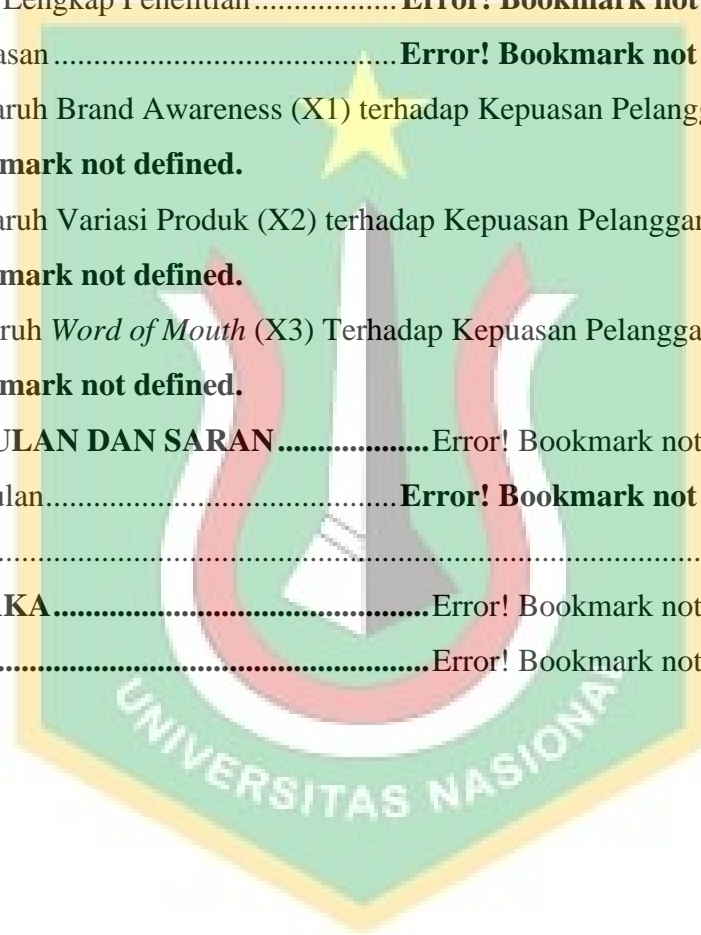 Lengkap Penelitian.................Error! Bookmark not
asan.........................................Error! Bookmark not
aruh Brand Awareness (X1) terhadap Kepuasan Pelangg
mark not defined.
aruh Variasi Produk (X2) terhadap Kepuasan Pelanggan
mark not defined.
ruh Word of Mouth (X3) Terhadap Kepuasan Pelangga
mark not defined.
ULAN DAN SARAN...................Error! Bookmark not
ulan..........................................Error! Bookmark not
AKA.............................................Error! Bookmark not
Error! Bookmark not
UNIVERSITAS NASIONAL